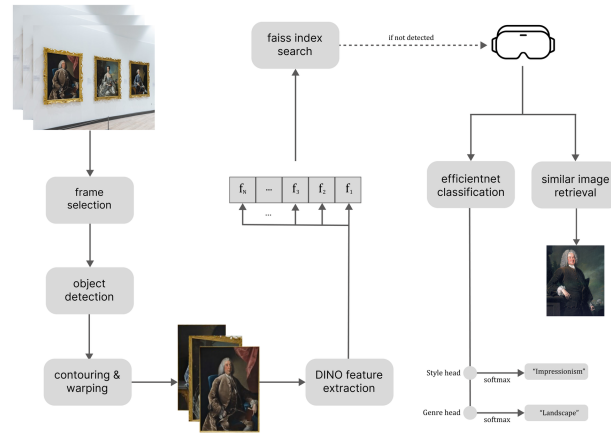 faiss index
search
if not detected
frame
selection
object
detection
contouring &
warping
DINO feature
extraction
f_N ... f_3 f_2 f_1
...
efficientnet
classification
similar image
retrieval
Style head
softmax
"Impressionism"
Genre head
softmax
"Landscape"